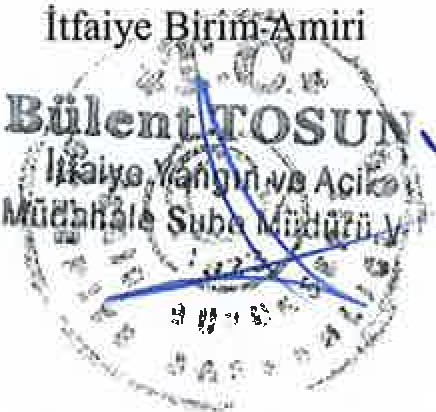 İtfaiye Birim Amiri
T.C.
Bülent TOSUN
İtfaiye Yangın ve Acil
Müdahale Şube Müdürü V.